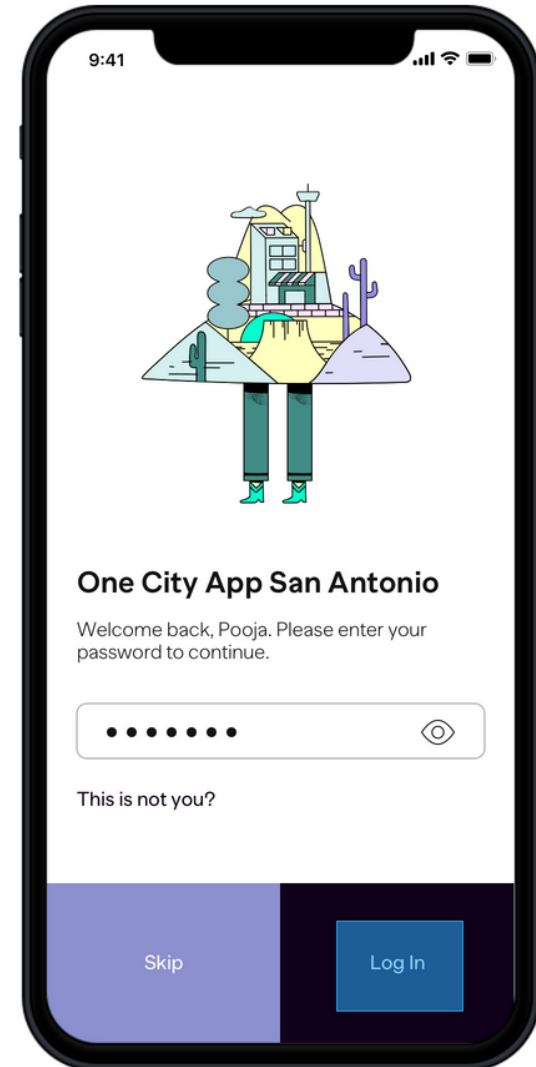 9:41
One City App San Antonio
Welcome back, Pooja. Please enter your
password to continue.
This is not you?
Skip
Log In